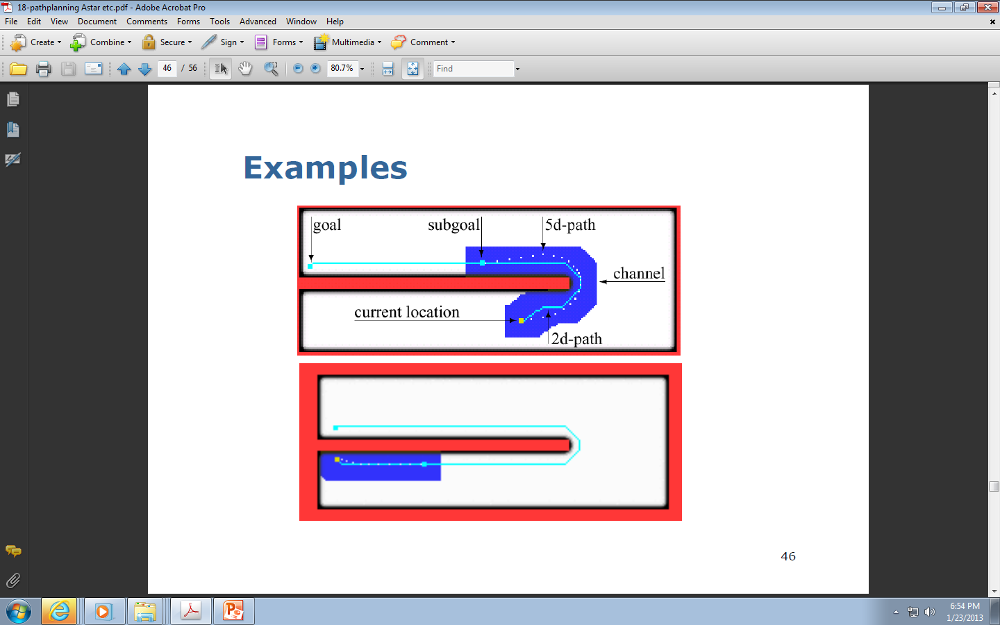 18-pathplanning Astar etc.pdf - Adobe Acrobat Pro
File Edit View Document Comments Forms Tools Advanced Window Help
Create Combine Secure Sign Forms Multimedia Comment
46 / 56 80.7% Find
Examples
goal subgoal 5d-path
channel
current location
2d-path
46
6:54 PM
1/23/2013